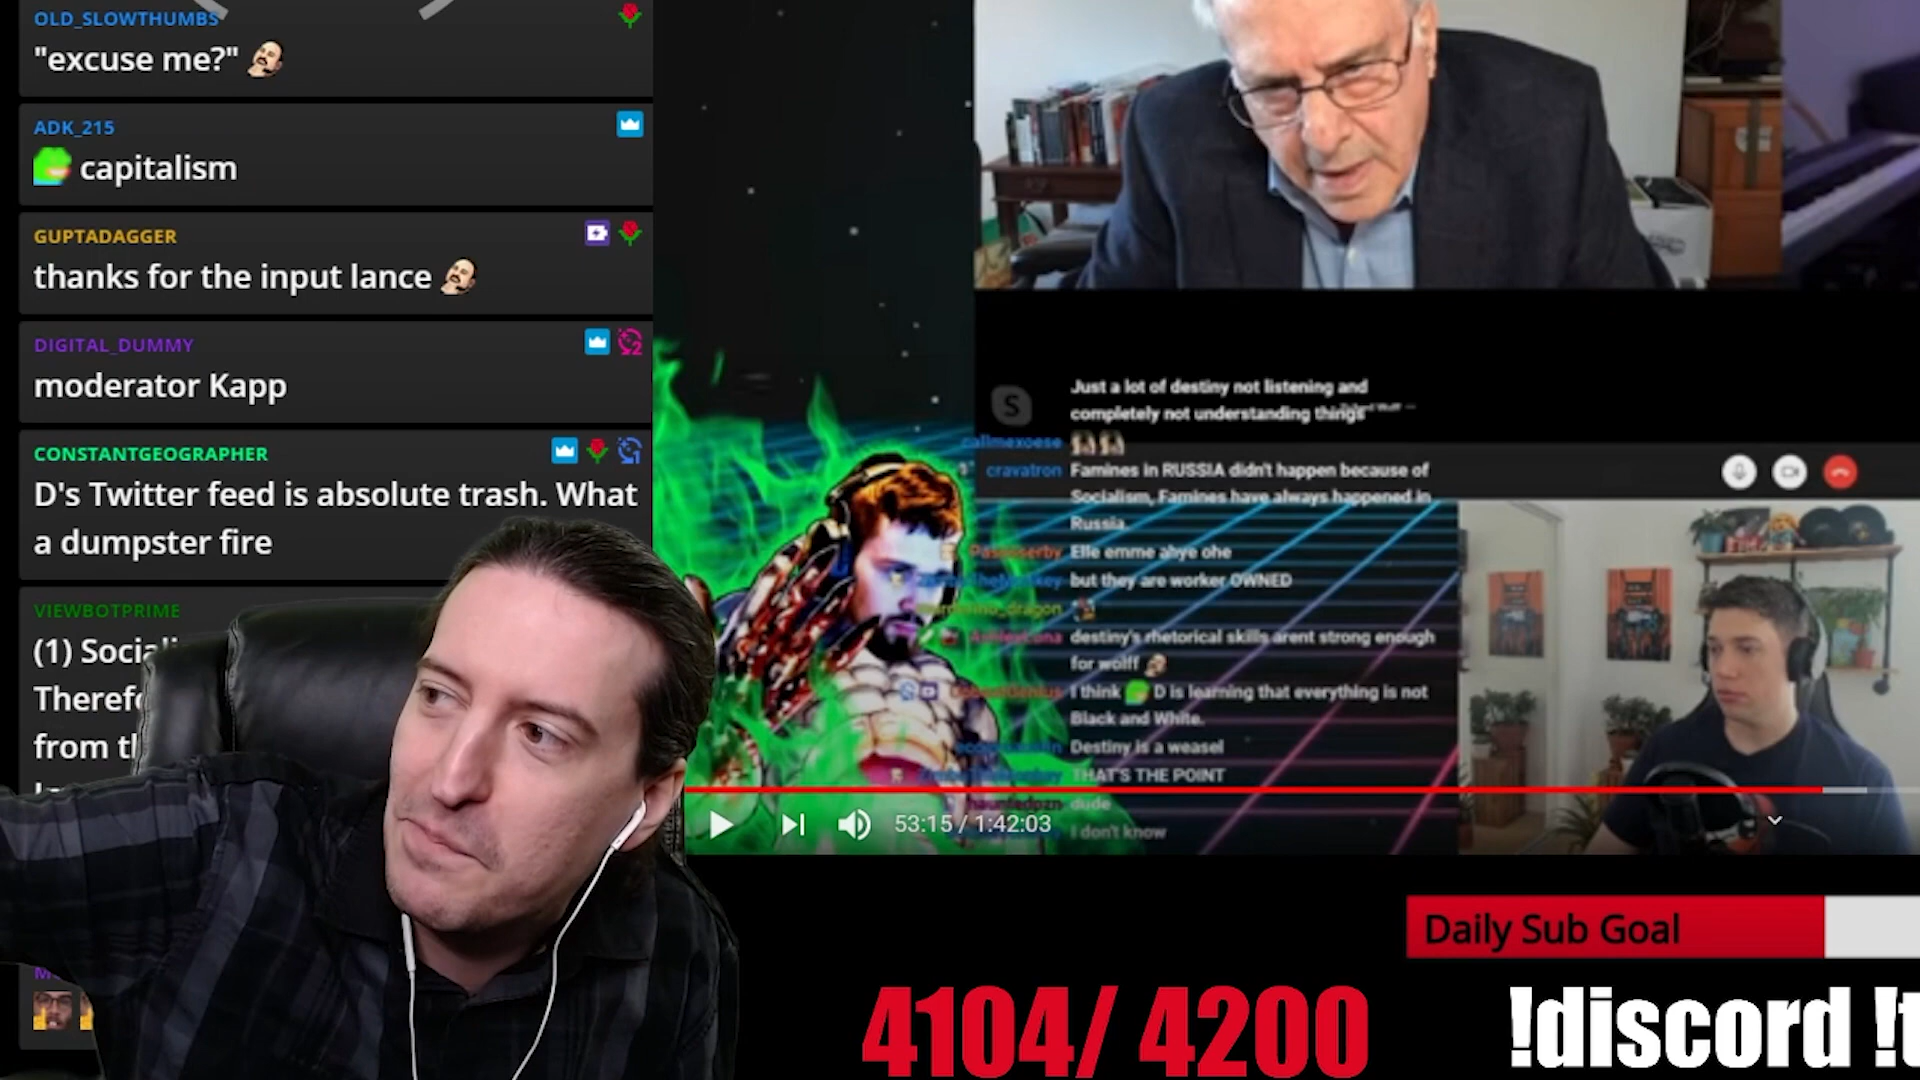 OLD_SLOWTHUMBS
"excuse me?"
ADK_215
capitalism
GUPTADAGGER
thanks for the input lance
DIGITAL_DUMMY
moderator Kapp
CONSTANTGEOGRAPHER
D's Twitter feed is absolute trash. What
a dumpster fire
VIEWBOTPRIME
(1)
from
S
Just a lot of destiny not listening and
completely not understanding things
callmexoese
cravatron Famines in RUSSIA didn't happen because of
Socialism, Famines have always happened in
Russia.
Elle emme ahye ohe
but they are worker OWNED
destiny's rhetorical skills arent strong enough
for wolff
I think D is learning that everything is not
Black and White.
Destiny is a weasel
THAT'S THE POINT
dude
53:15 / 1:42:03
I don't know
Daily Sub Goal
4104/ 4200
!discord